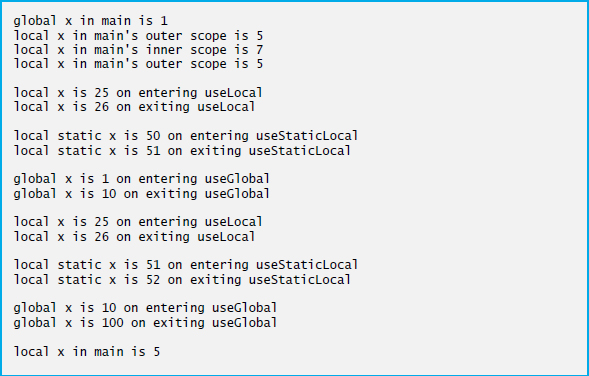 global x in main is 1
local x in main's outer scope is 5
local x in main's inner scope is 7
local x in main's outer scope is 5
local x is 25 on entering useLocal
local x is 26 on exiting useLocal
local static x is 50 on entering useStaticLocal
local static x is 51 on exiting useStaticLocal
global x is 1 on entering useGlobal
global x is 10 on exiting useGlobal
local x is 25 on entering useLocal
local x is 26 on exiting useLocal
local static x is 51 on entering useStaticLocal
local static x is 52 on exiting useStaticLocal
global x is 10 on entering useGlobal
global x is 100 on exiting useGlobal
local x in main is 5